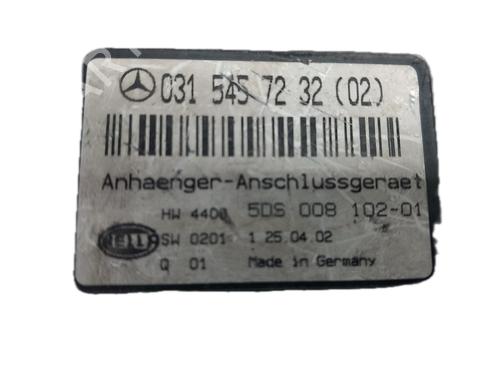 031 545 72 32 (02)
Anhaenger-Anschlussgeraet
HW 4400 5DS 008 102-01
HELLA SW 0201 1 25.04.02
Q 01 Made in Germany